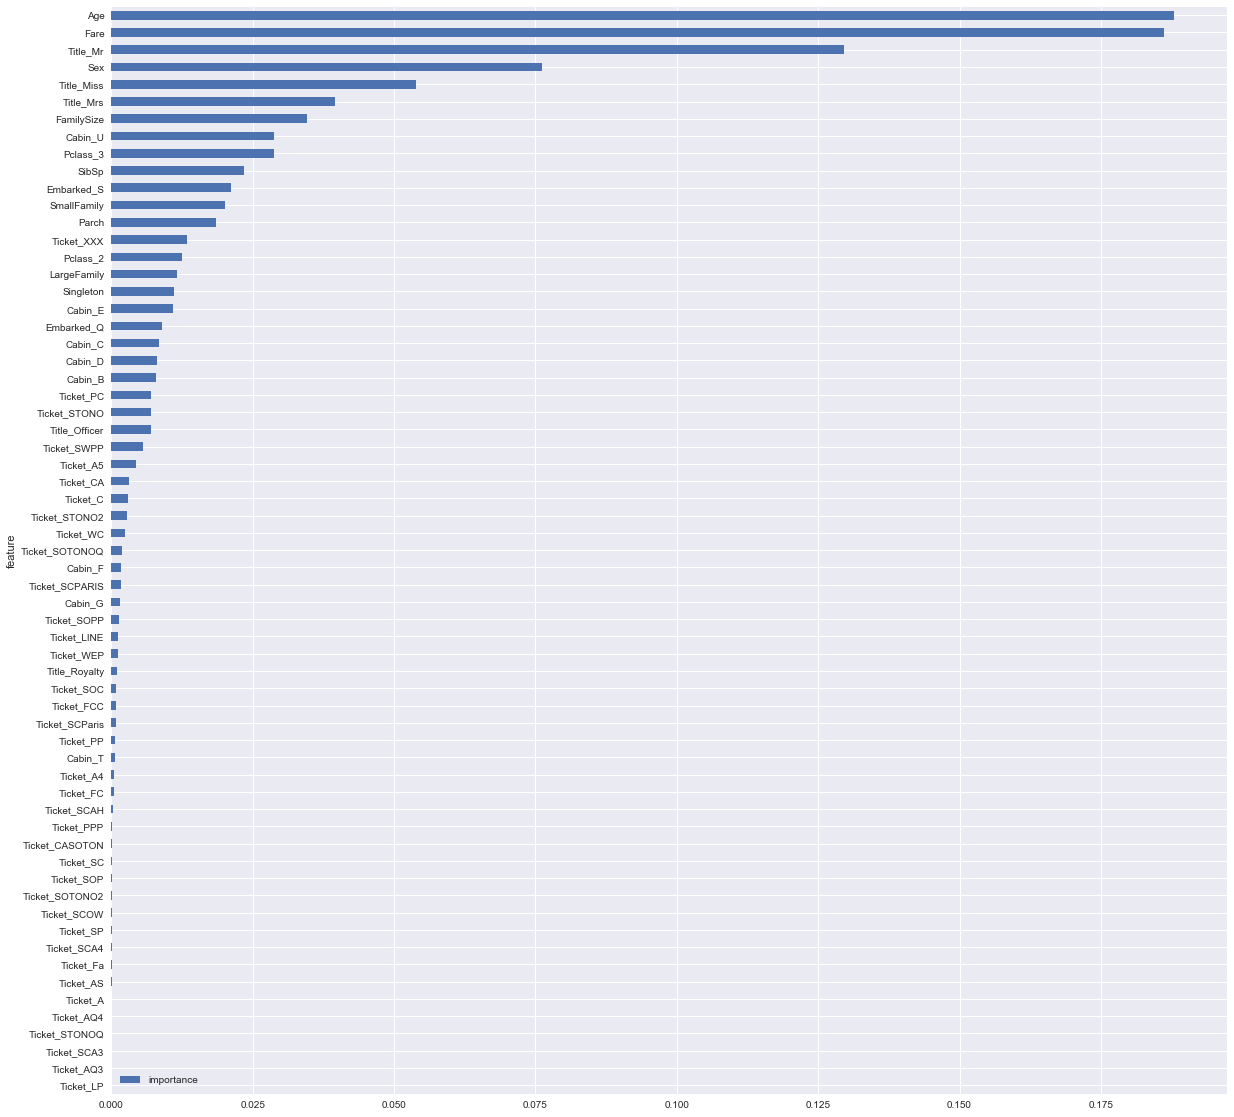 Age
Fare
Title_Mr
Sex
Title_Miss
Title_Mrs
FamilySize
Cabin_U
Pclass_3
SibSp
Embarked_S
SmallFamily
Parch
Ticket_XXX
Pclass_2
LargeFamily
Singleton
Cabin_E
Embarked_Q
Cabin_C
Cabin_D
Cabin_B
Ticket_PC
Ticket_STONO
Title_Officer
Ticket_SWPP
Ticket_A5
Ticket_CA
Ticket_C
Ticket_STONO2
Ticket_WC
Ticket_SOTONOQ
Cabin_F
Ticket_SCPARIS
Cabin_G
Ticket_SOPP
Ticket_LINE
Ticket_WEP
Title_Royalty
Ticket_SOC
Ticket_FCC
Ticket_SCParis
Ticket_PP
Cabin_T
Ticket_A4
Ticket_FC
Ticket_SCAH
Ticket_PPP
Ticket_CASOTON
Ticket_SC
Ticket_SOP
Ticket_SOTONO2
Ticket_SCOW
Ticket_SP
Ticket_SCA4
Ticket_Fa
Ticket_AS
Ticket_A
Ticket_AQ4
Ticket_STONOQ
Ticket_SCA3
Ticket_AQ3
Ticket_LP
feature
importance
0.000 0.025 0.050 0.075 0.100 0.125 0.150 0.175